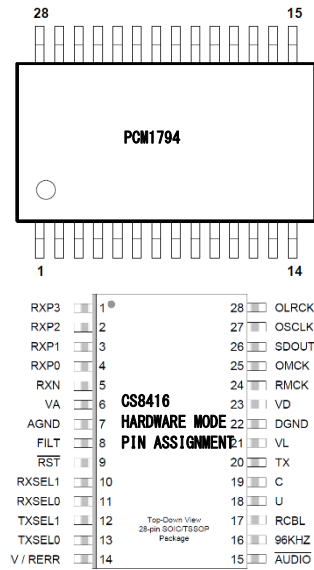 28 15
PCM1794
1 14
RXP3 1 28 OLRCK
RXP2 2 27 OSCLK
RXP1 3 26 SDOUT
RXP0 4 25 OMCK
RXN 5 24 RMCK
VA 6 CS8416 23 VD
AGND 7 HARDWARE MODE 22 DGND
FILT 8 PIN ASSIGNMENT 21 VL
RST 9 20 TX
RXSEL1 10 19 C
RXSEL0 11 18 U
TXSEL1 12 Top-Down View 17 RCBL
TXSEL0 13 28-pin SOIC/TSSOP 16 96KHZ
Package
V / RERR 14 15 AUDIO